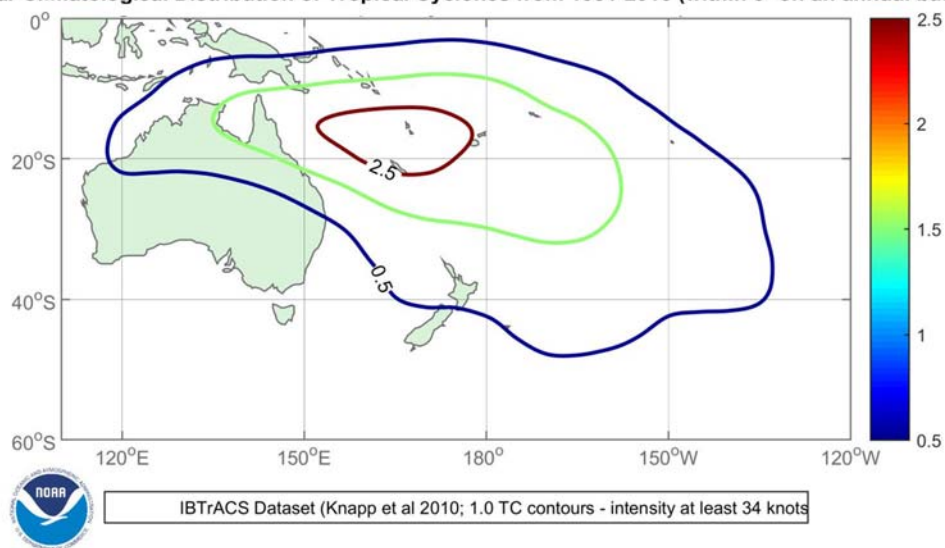 0°
20°S
40°S
60°S
120°E
150°E
180°
150°W
120°W
2.5
0.5
2.5
2
1.5
1
0.5
NOAA
IBTrACS Dataset (Knapp et al 2010; 1.0 TC contours - intensity at least 34 knots